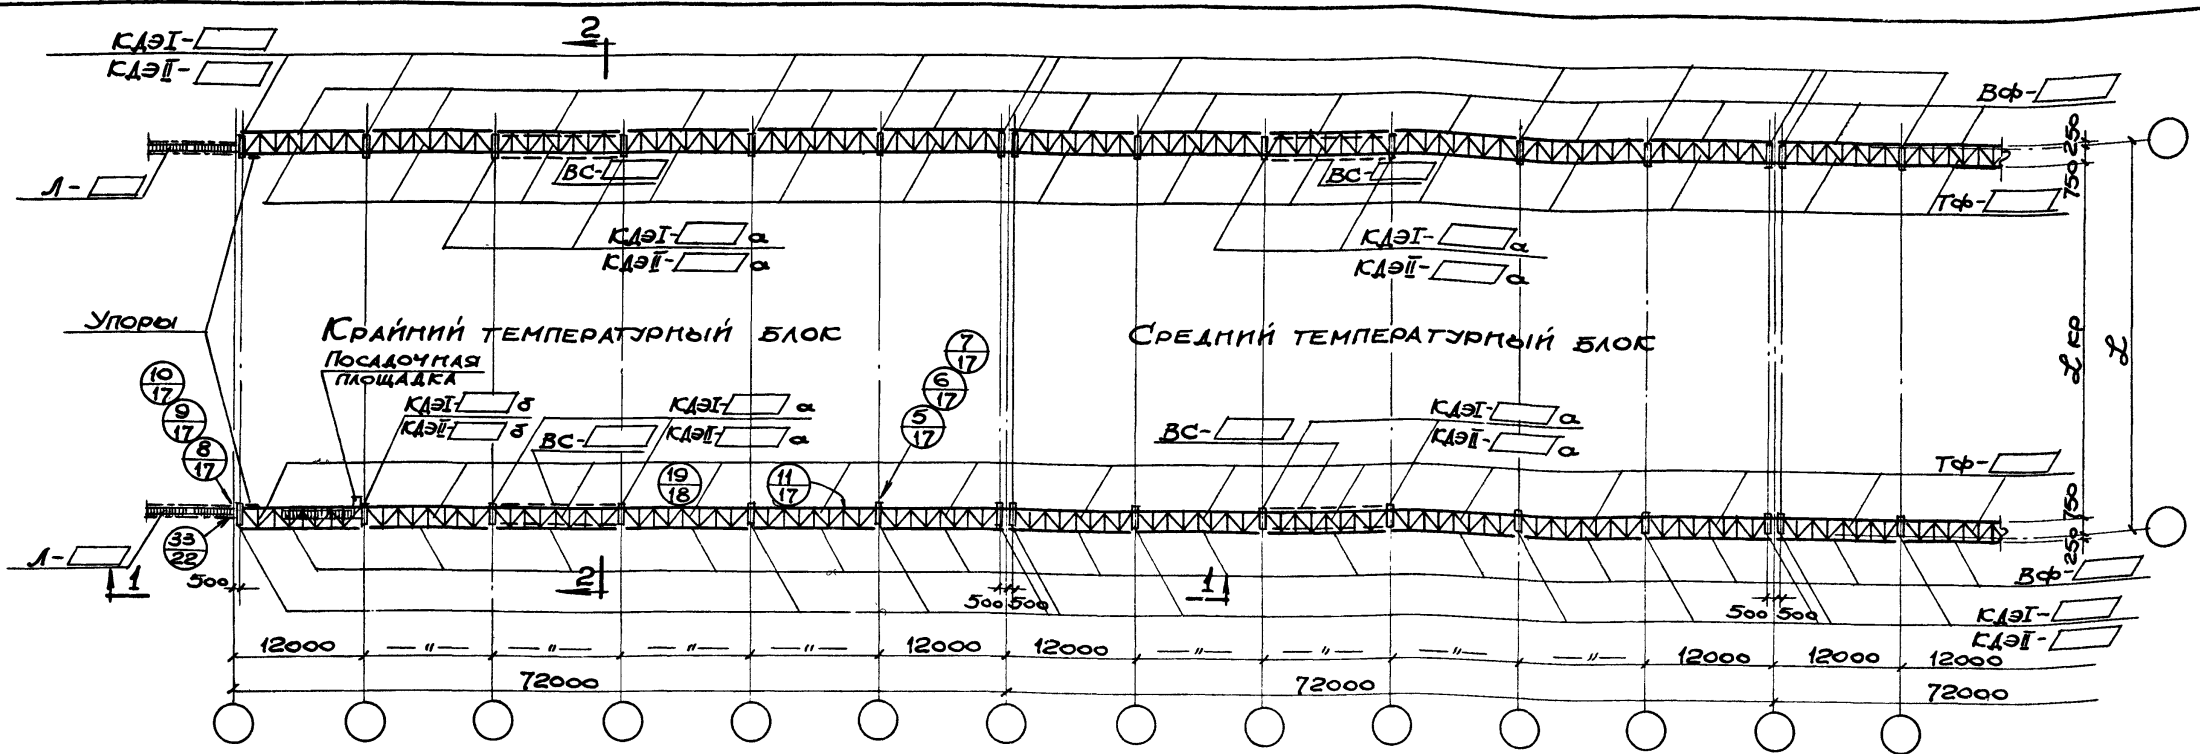 КДЭI-
КДЭII-
2
ВФ-
250
750
Л-
ВС-
ВС-
ТФ-
КДЭI- а
КДЭII- а
КДЭI- а
КДЭII- а
Упоры
Крайний температурный блок
Средний температурный блок
Lкр
L
Посадочная
площадка
7
17
6
17
5
17
10
17
9
17
8
17
КДЭI- б
КДЭII- б
ВС-
КДЭI- а
КДЭII- а
ВС-
КДЭI- а
КДЭII- а
19
18
11
17
ТФ-
750
250
33
22
Л-
1
500
2
500 500
1
500 500
ВФ-
КДЭI-
КДЭII-
12000 —"— —"— —"— —"— 12000 12000 —"— —"— —"— —"— 12000 12000 12000
72000 72000 72000